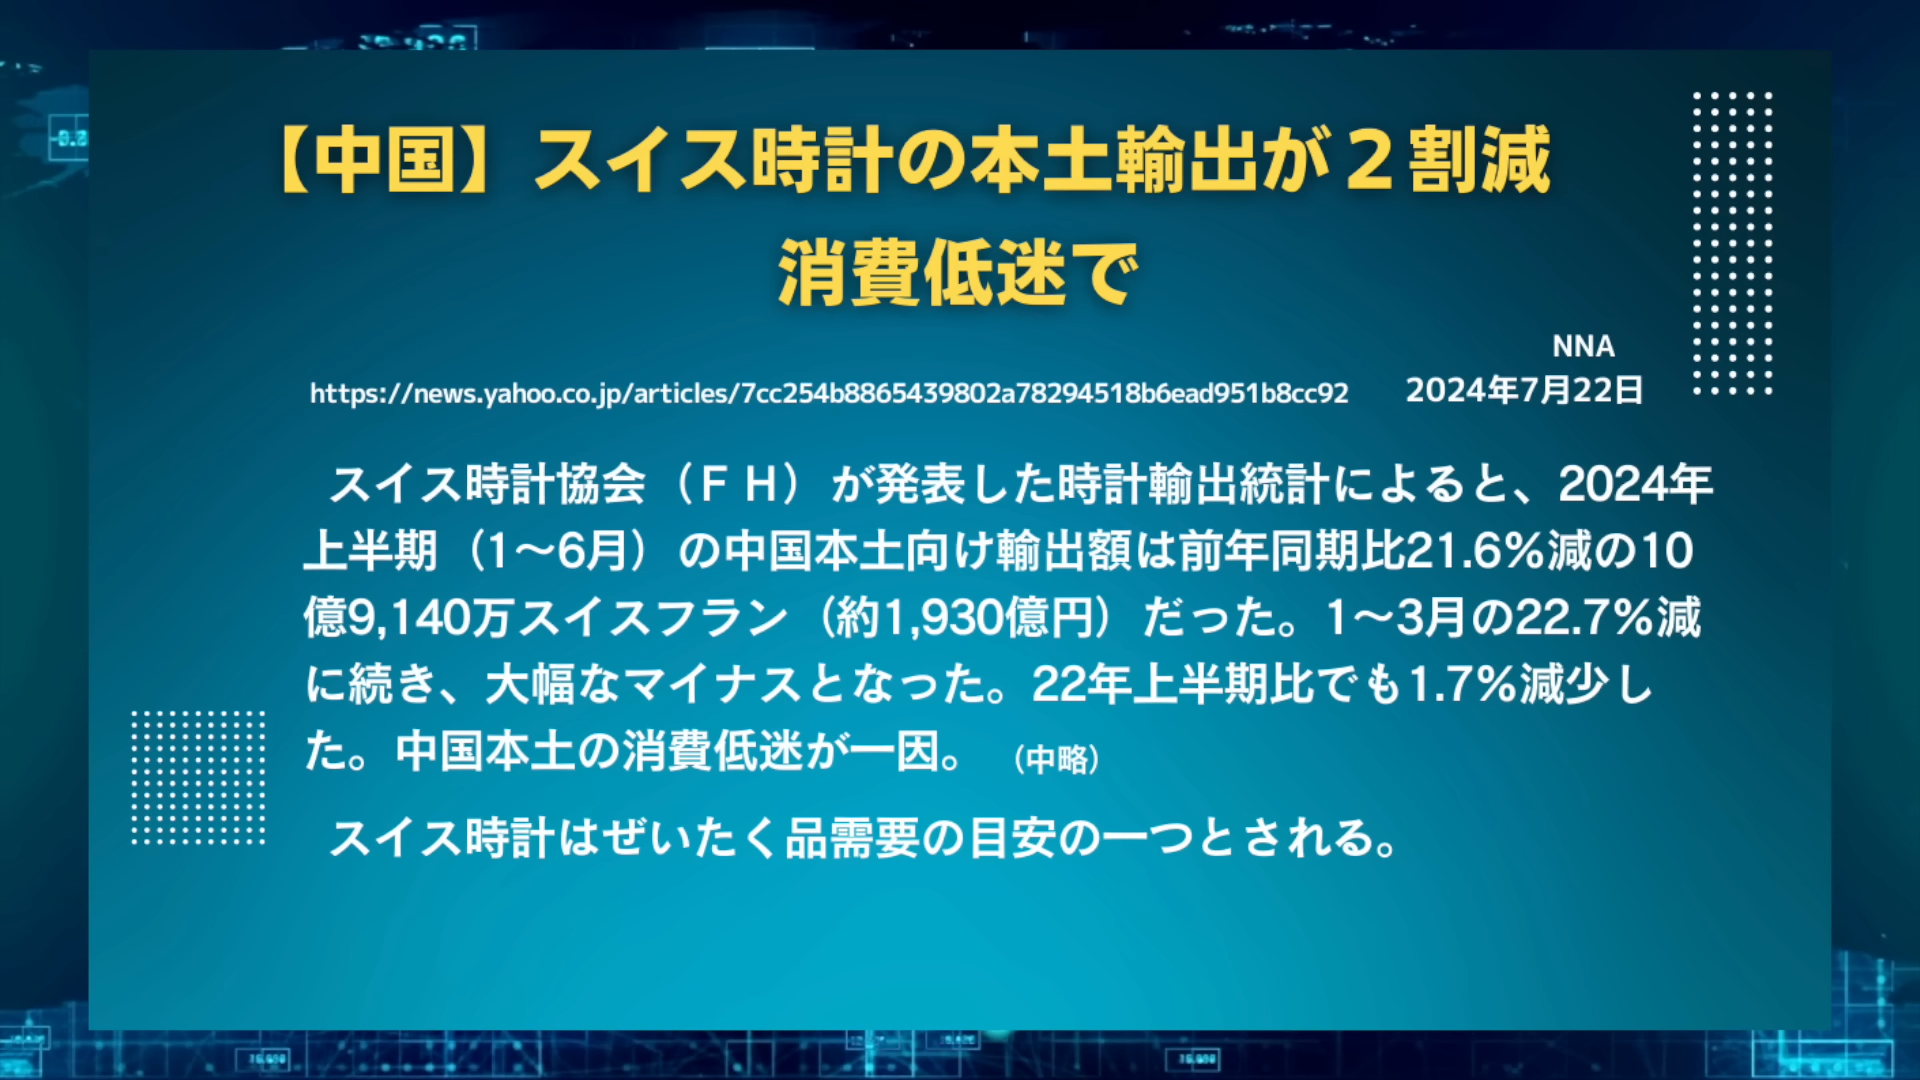 【中国】スイス時計の本土輸出が２割減
消費低迷で
NNA
https://news.yahoo.co.jp/articles/7cc254b8865439802a78294518b6ead951b8cc92 2024年7月22日
スイス時計協会（ＦＨ）が発表した時計輸出統計によると、2024年
上半期（1～6月）の中国本土向け輸出額は前年同期比21.6%減の10
億9,140万スイスフラン（約1,930億円）だった。1～3月の22.7%減
に続き、大幅なマイナスとなった。22年上半期比でも1.7%減少し
た。中国本土の消費低迷が一因。（中略）
スイス時計はぜいたく品需要の目安の一つとされる。